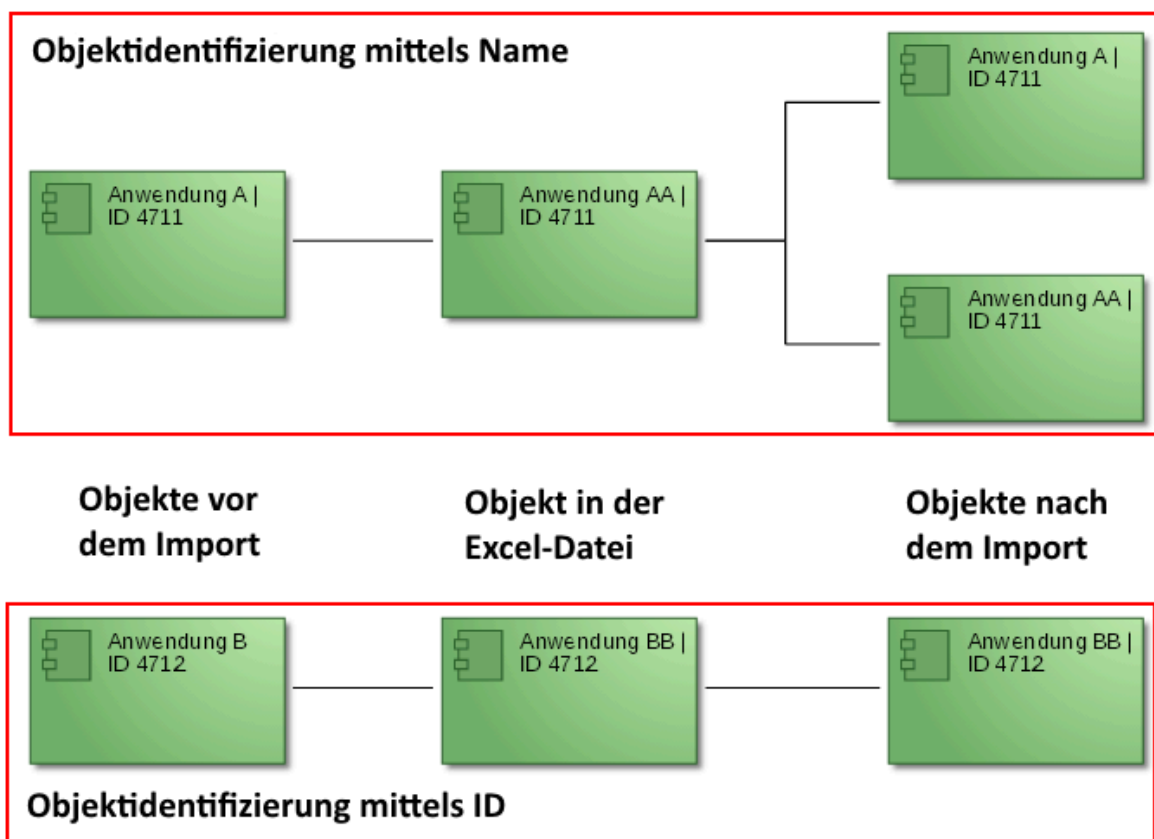 Objektidentifizierung mittels Name
Anwendung A |
ID 4711
Anwendung AA |
ID 4711
Anwendung A |
ID 4711
Anwendung AA |
ID 4711
Objekte vor
dem Import
Objekt in der
Excel-Datei
Objekte nach
dem Import
Anwendung B
ID 4712
Anwendung BB |
ID 4712
Anwendung BB |
ID 4712
Objektidentifizierung mittels ID